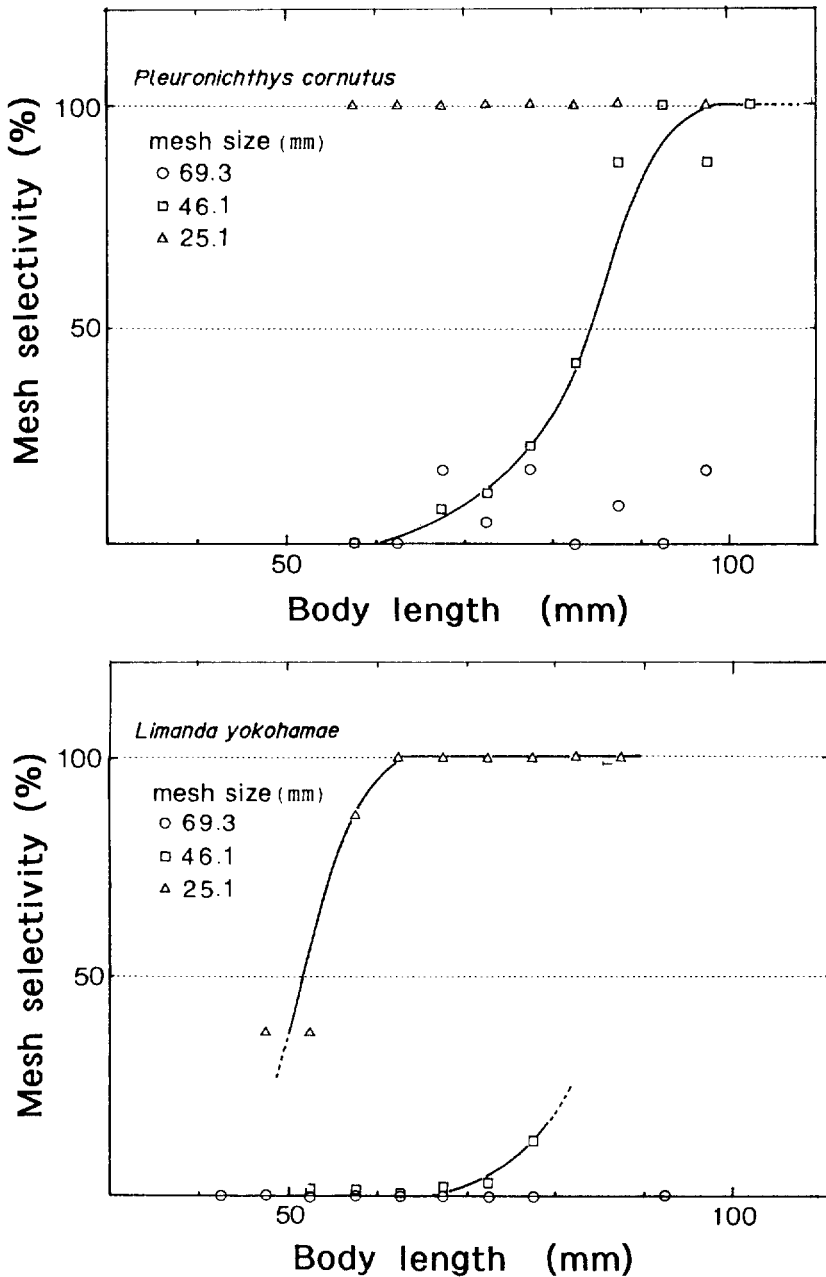 Pleuronichthys cornutus
100
mesh size (mm)
○ 69.3
□ 46.1
△ 25.1
50
Mesh selectivity (%)
50
100
Body length (mm)
Limanda yokohamae
100
mesh size (mm)
○ 69.3
□ 46.1
△ 25.1
50
Mesh selectivity (%)
50
100
Body length (mm)